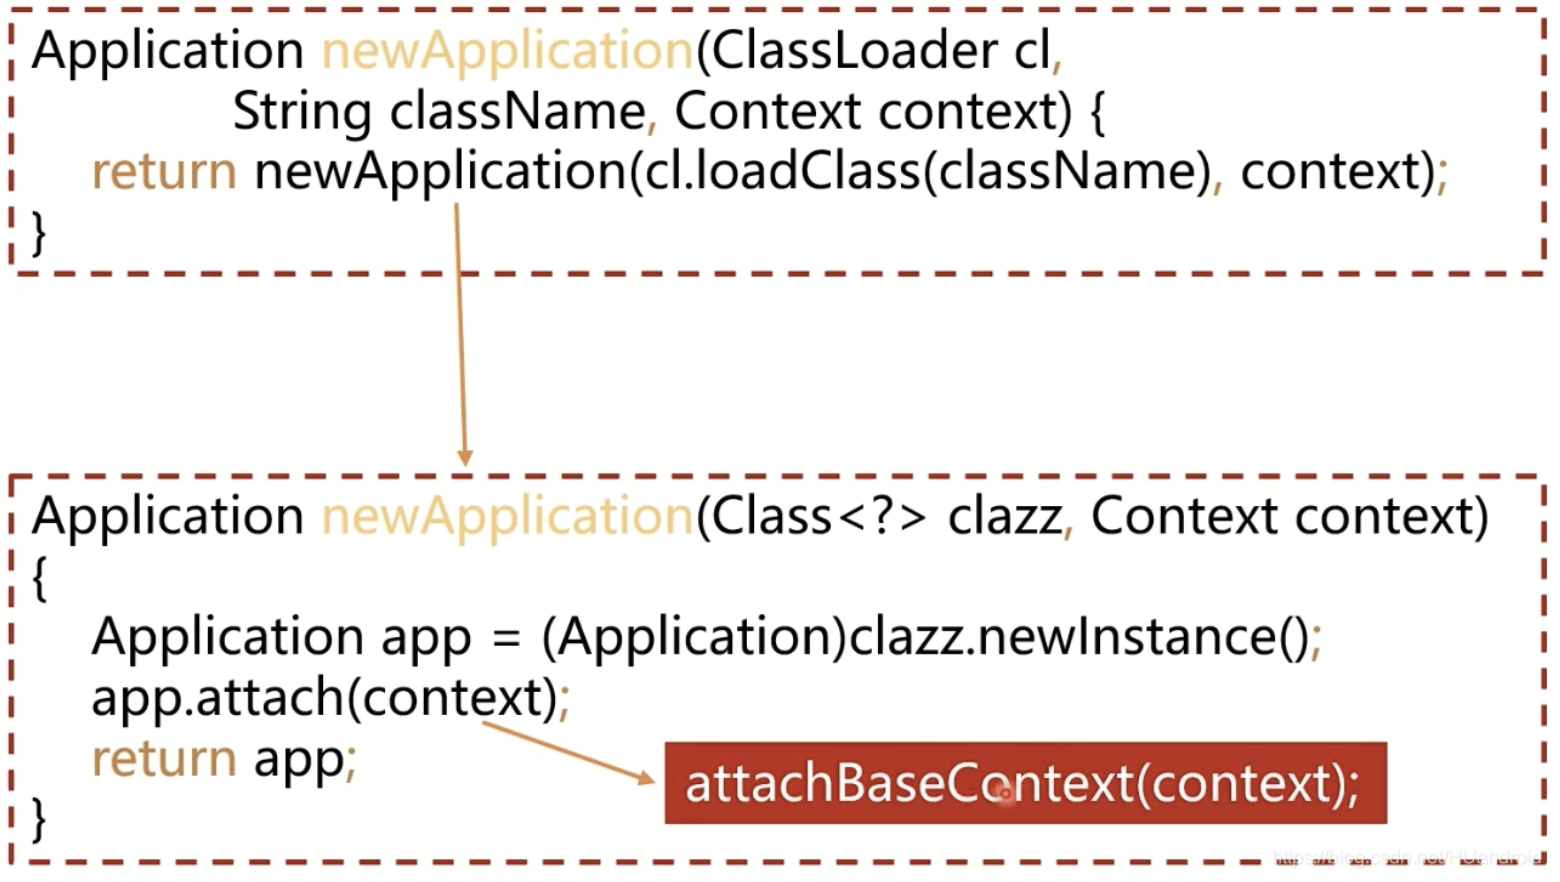 Application newApplication(ClassLoader cl,
String className, Context context) {
return newApplication(cl.loadClass(className), context);
}
Application newApplication(Class<?> clazz, Context context)
{
Application app = (Application)clazz.newInstance();
app.attach(context);
return app;
attachBaseContext(context);
}
https://blog.csdn.net/HUandroid